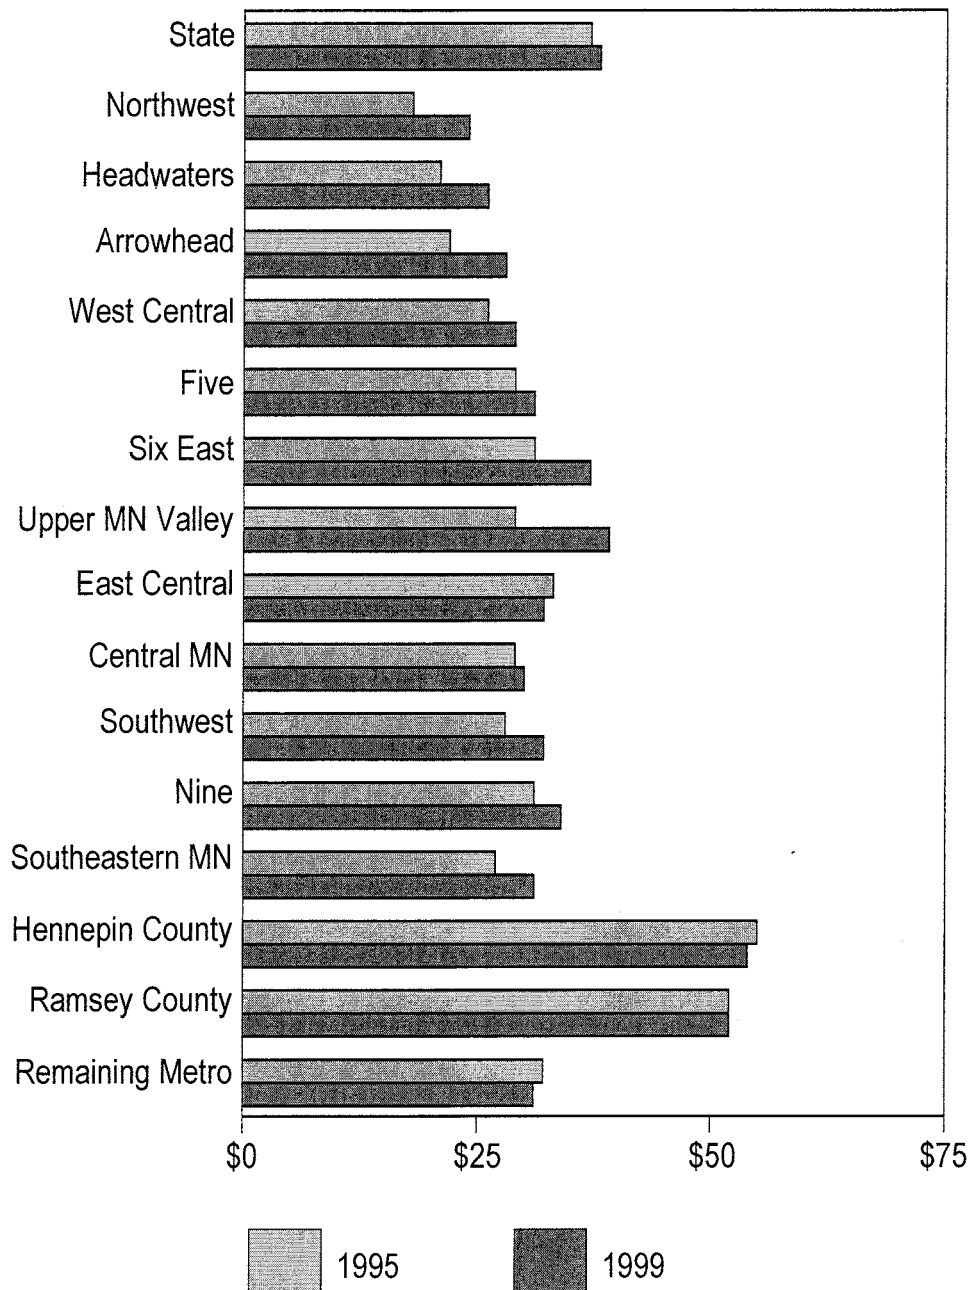 State
Northwest
Headwaters
Arrowhead
West Central
Five
Six East
Upper MN Valley
East Central
Central MN
Southwest
Nine
Southeastern MN
Hennepin County
Ramsey County
Remaining Metro
$0 $25 $50 $75
1995 1999